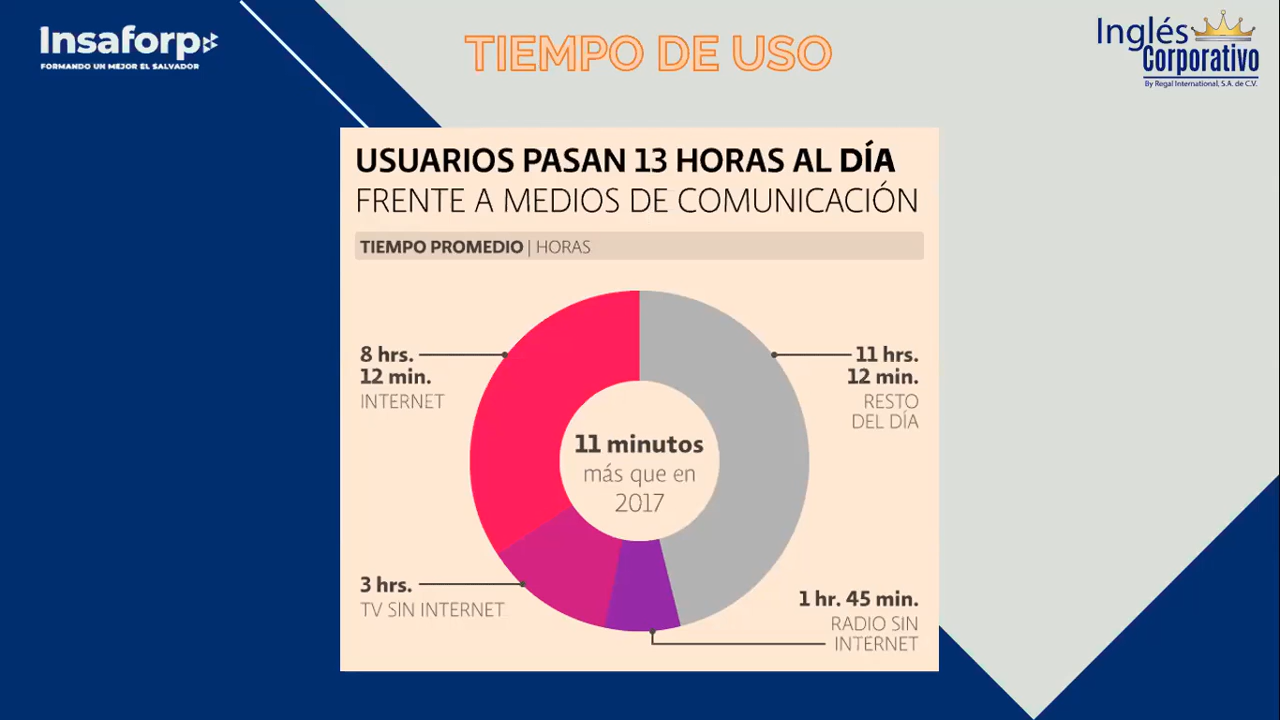 Insaforp
FORMANDO UN MEJOR EL SALVADOR
TIEMPO DE USO
Inglés
Corporativo
By Regal International, S.A. de C.V.
USUARIOS PASAN 13 HORAS AL DÍA
FRENTE A MEDIOS DE COMUNICACIÓN
TIEMPO PROMEDIO | HORAS
8 hrs.
12 min.
INTERNET
11 hrs.
12 min.
RESTO
DEL DÍA
11 minutos
más que en
2017
3 hrs.
TV SIN INTERNET
1 hr. 45 min.
RADIO SIN
INTERNET